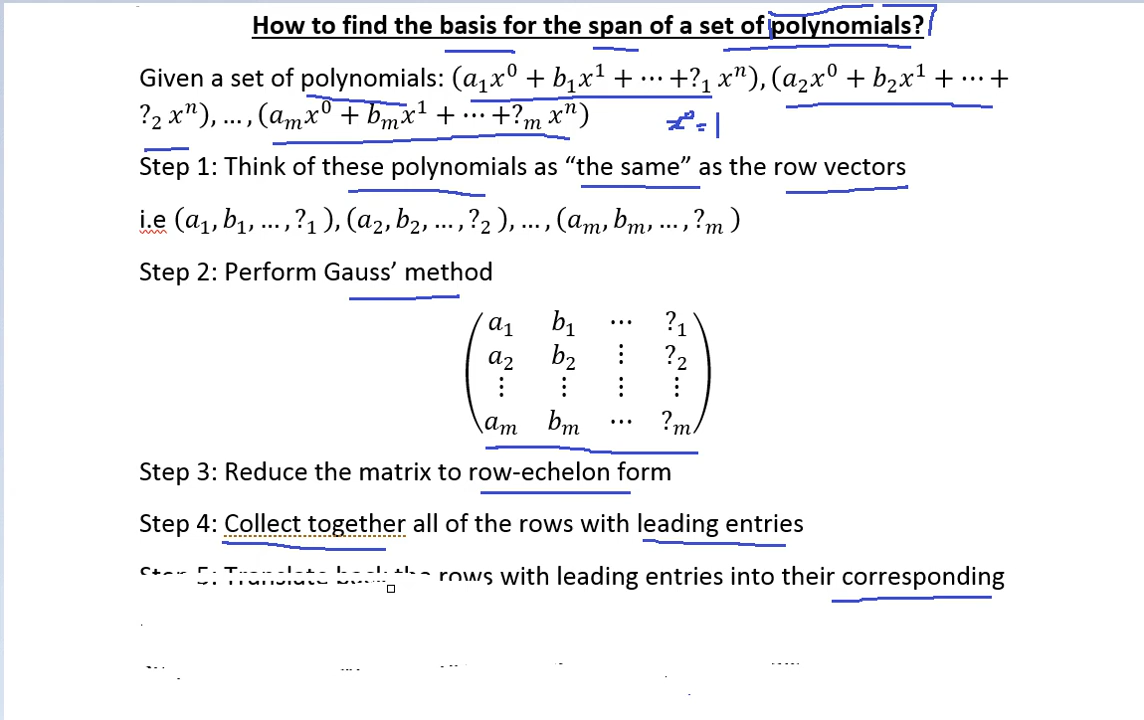 How to find the basis for the span of a set of polynomials?
Given a set of polynomials: (a₁x⁰ + b₁x¹ + ⋯ +?₁ xⁿ), (a₂x⁰ + b₂x¹ + ⋯ +
?₂ xⁿ), …, (aₘx⁰ + bₘx¹ + ⋯ +?ₘ xⁿ)
x⁰=1
Step 1: Think of these polynomials as “the same” as the row vectors
i.e (a₁, b₁, …, ?₁ ), (a₂, b₂, …, ?₂ ), …, (aₘ, bₘ, …, ?ₘ )
Step 2: Perform Gauss’ method
a₁ b₁ ⋯ ?₁
a₂ b₂ ⋮ ?₂
⋮ ⋮ ⋮ ⋮
aₘ bₘ ⋯ ?ₘ
Step 3: Reduce the matrix to row-echelon form
Step 4: Collect together all of the rows with leading entries
rows with leading entries into their corresponding